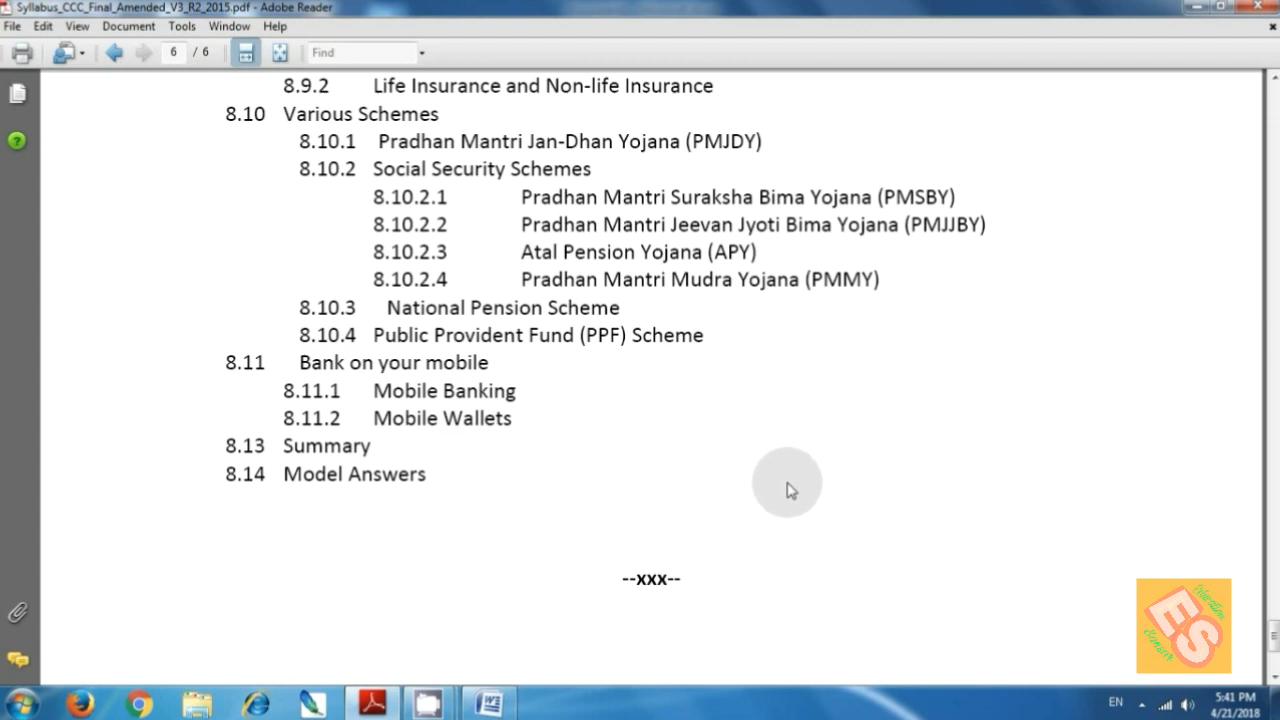 Syllabus_CCC_Final_Amended_V3_R2_2015.pdf - Adobe Reader
File Edit View Document Tools Window Help
6 / 6 Find
8.9.2 Life Insurance and Non-life Insurance
8.10 Various Schemes
8.10.1 Pradhan Mantri Jan-Dhan Yojana (PMJDY)
8.10.2 Social Security Schemes
8.10.2.1 Pradhan Mantri Suraksha Bima Yojana (PMSBY)
8.10.2.2 Pradhan Mantri Jeevan Jyoti Bima Yojana (PMJJBY)
8.10.2.3 Atal Pension Yojana (APY)
8.10.2.4 Pradhan Mantri Mudra Yojana (PMMY)
8.10.3 National Pension Scheme
8.10.4 Public Provident Fund (PPF) Scheme
8.11 Bank on your mobile
8.11.1 Mobile Banking
8.11.2 Mobile Wallets
8.13 Summary
8.14 Model Answers
--xxx--
Education
ES
EN
5:41 PM
4/21/2018